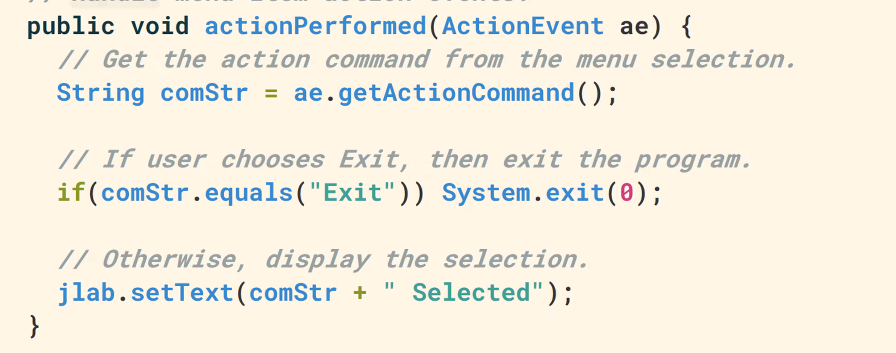 public void actionPerformed(ActionEvent ae) {
// Get the action command from the menu selection.
String comStr = ae.getActionCommand();
// If user chooses Exit, then exit the program.
if(comStr.equals("Exit")) System.exit(0);
// Otherwise, display the selection.
jlab.setText(comStr + " Selected");
}